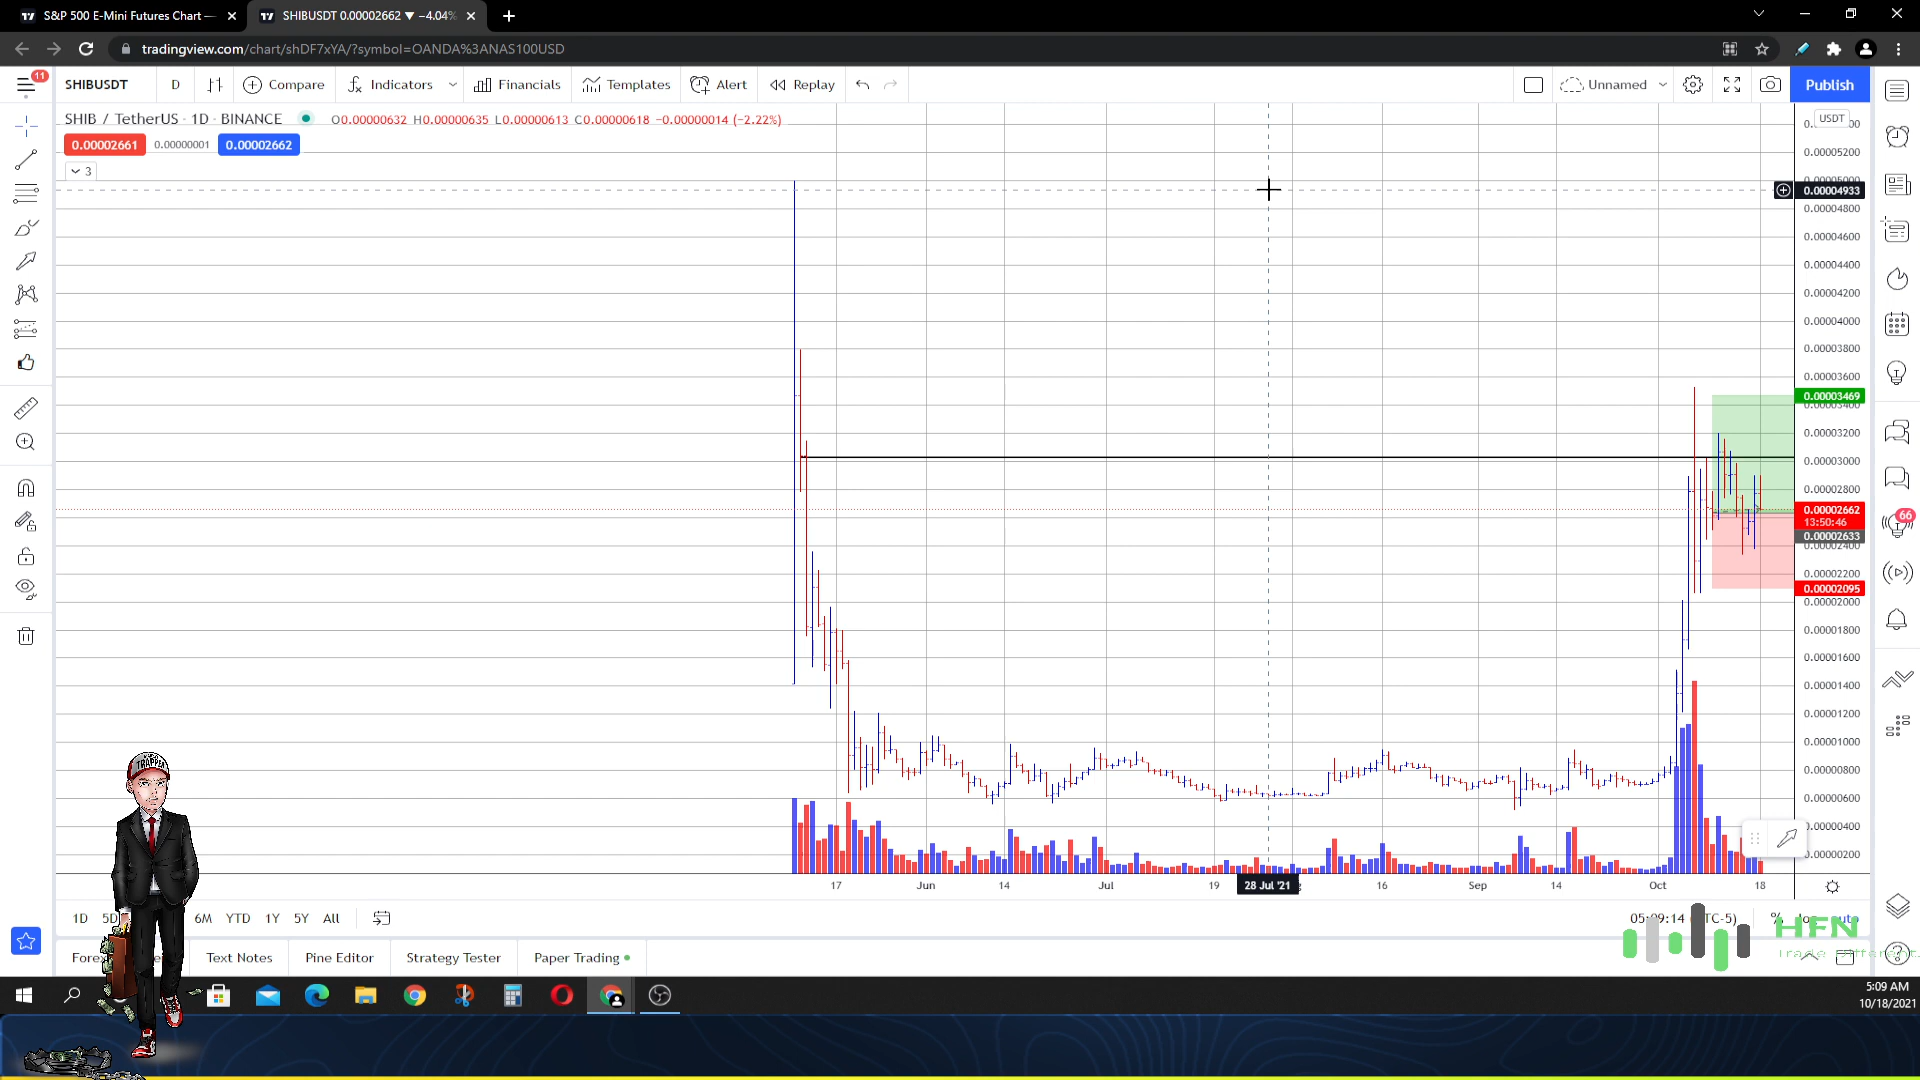 S&P 500 E-Mini Futures Chart —
SHIBUSDT 0.00002662 ▼ −4.04%
tradingview.com/chart/shDF7xYA/?symbol=OANDA%3ANAS100USD
11
SHIBUSDT
D
Compare
Indicators
Financials
Templates
Alert
Replay
Unnamed
Publish
SHIB / TetherUS · 1D · BINANCE
O0.00000632 H0.00000635 L0.00000613 C0.00000618 −0.00000014 (−2.22%)
USDT
0.00002661
0.00000001
0.00002662
3
0.00005200
0.00004933
0.00004800
0.00004600
0.00004400
0.00004200
0.00004000
0.00003800
0.00003600
0.00003469
0.00003200
0.00003000
0.00002800
0.00002662
13:50:46
0.00002633
0.00002400
0.00002200
0.00002095
0.00002000
0.00001800
0.00001600
0.00001400
0.00001200
0.00001000
0.00000800
0.00000600
0.00000400
0.00000200
66
17
Jun
14
Jul
19
28 Jul '21
16
Sep
14
Oct
18
1D
5D
6M
YTD
1Y
5Y
All
%
TRAPPER
HFN
Trade Different.
Text Notes
Pine Editor
Strategy Tester
Paper Trading
5:09 AM
10/18/2021